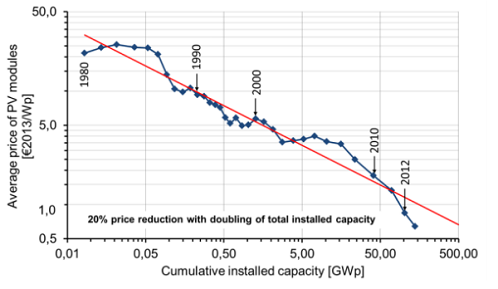 50,0
5,0
1,0
0,5
Average price of PV modules
[€2013/Wp]
1980
1990
2000
2010
2012
20% price reduction with doubling of total installed capacity
0,01 0,05 0,50 5,00 50,00 500,00
Cumulative installed capacity [GWp]